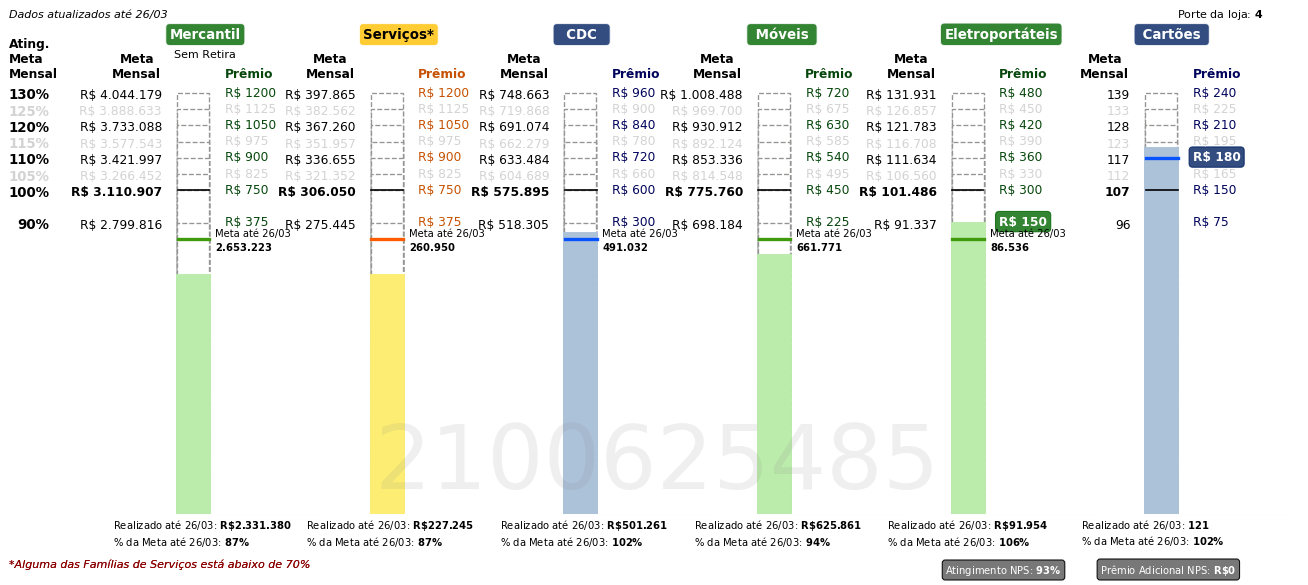 Dados atualizados até 26/03 Porte da loja: 4
Mercantil Serviços* CDC Móveis Eletroportáteis Cartões
Sem Retira
Ating. Meta Mensal Meta Mensal Prêmio Meta Mensal Prêmio Meta Mensal Prêmio Meta Mensal Prêmio Meta Mensal Prêmio Meta Mensal Prêmio
130% R$ 4.044.179 R$ 1200 R$ 397.865 R$ 1200 R$ 748.663 R$ 960 R$ 1.008.488 R$ 720 R$ 131.931 R$ 480 139 R$ 240
125% R$ 3.888.633 R$ 1125 R$ 382.562 R$ 1125 R$ 719.868 R$ 900 R$ 969.700 R$ 675 R$ 126.857 R$ 450 133 R$ 225
120% R$ 3.733.088 R$ 1050 R$ 367.260 R$ 1050 R$ 691.074 R$ 840 R$ 930.912 R$ 630 R$ 121.783 R$ 420 128 R$ 210
115% R$ 3.577.543 R$ 975 R$ 351.957 R$ 975 R$ 662.279 R$ 780 R$ 892.124 R$ 585 R$ 116.708 R$ 390 123 R$ 195
110% R$ 3.421.997 R$ 900 R$ 336.655 R$ 900 R$ 633.484 R$ 720 R$ 853.336 R$ 540 R$ 111.634 R$ 360 117 R$ 180
105% R$ 3.266.452 R$ 825 R$ 321.352 R$ 825 R$ 604.689 R$ 660 R$ 814.548 R$ 495 R$ 106.560 R$ 330 112 R$ 165
100% R$ 3.110.907 R$ 750 R$ 306.050 R$ 750 R$ 575.895 R$ 600 R$ 775.760 R$ 450 R$ 101.486 R$ 300 107 R$ 150
90% R$ 2.799.816 R$ 375 R$ 275.445 R$ 375 R$ 518.305 R$ 300 R$ 698.184 R$ 225 R$ 91.337 R$ 150 96 R$ 75
Meta até 26/03 Meta até 26/03 Meta até 26/03 Meta até 26/03 Meta até 26/03
2.653.223 260.950 491.032 661.771 86.536
2100625485
Realizado até 26/03: R$2.331.380 Realizado até 26/03: R$227.245 Realizado até 26/03: R$501.261 Realizado até 26/03: R$625.861 Realizado até 26/03: R$91.954 Realizado até 26/03: 121
% da Meta até 26/03: 87% % da Meta até 26/03: 87% % da Meta até 26/03: 102% % da Meta até 26/03: 94% % da Meta até 26/03: 106% % da Meta até 26/03: 102%
*Alguma das Famílias de Serviços está abaixo de 70% Atingimento NPS: 93% Prêmio Adicional NPS: R$0